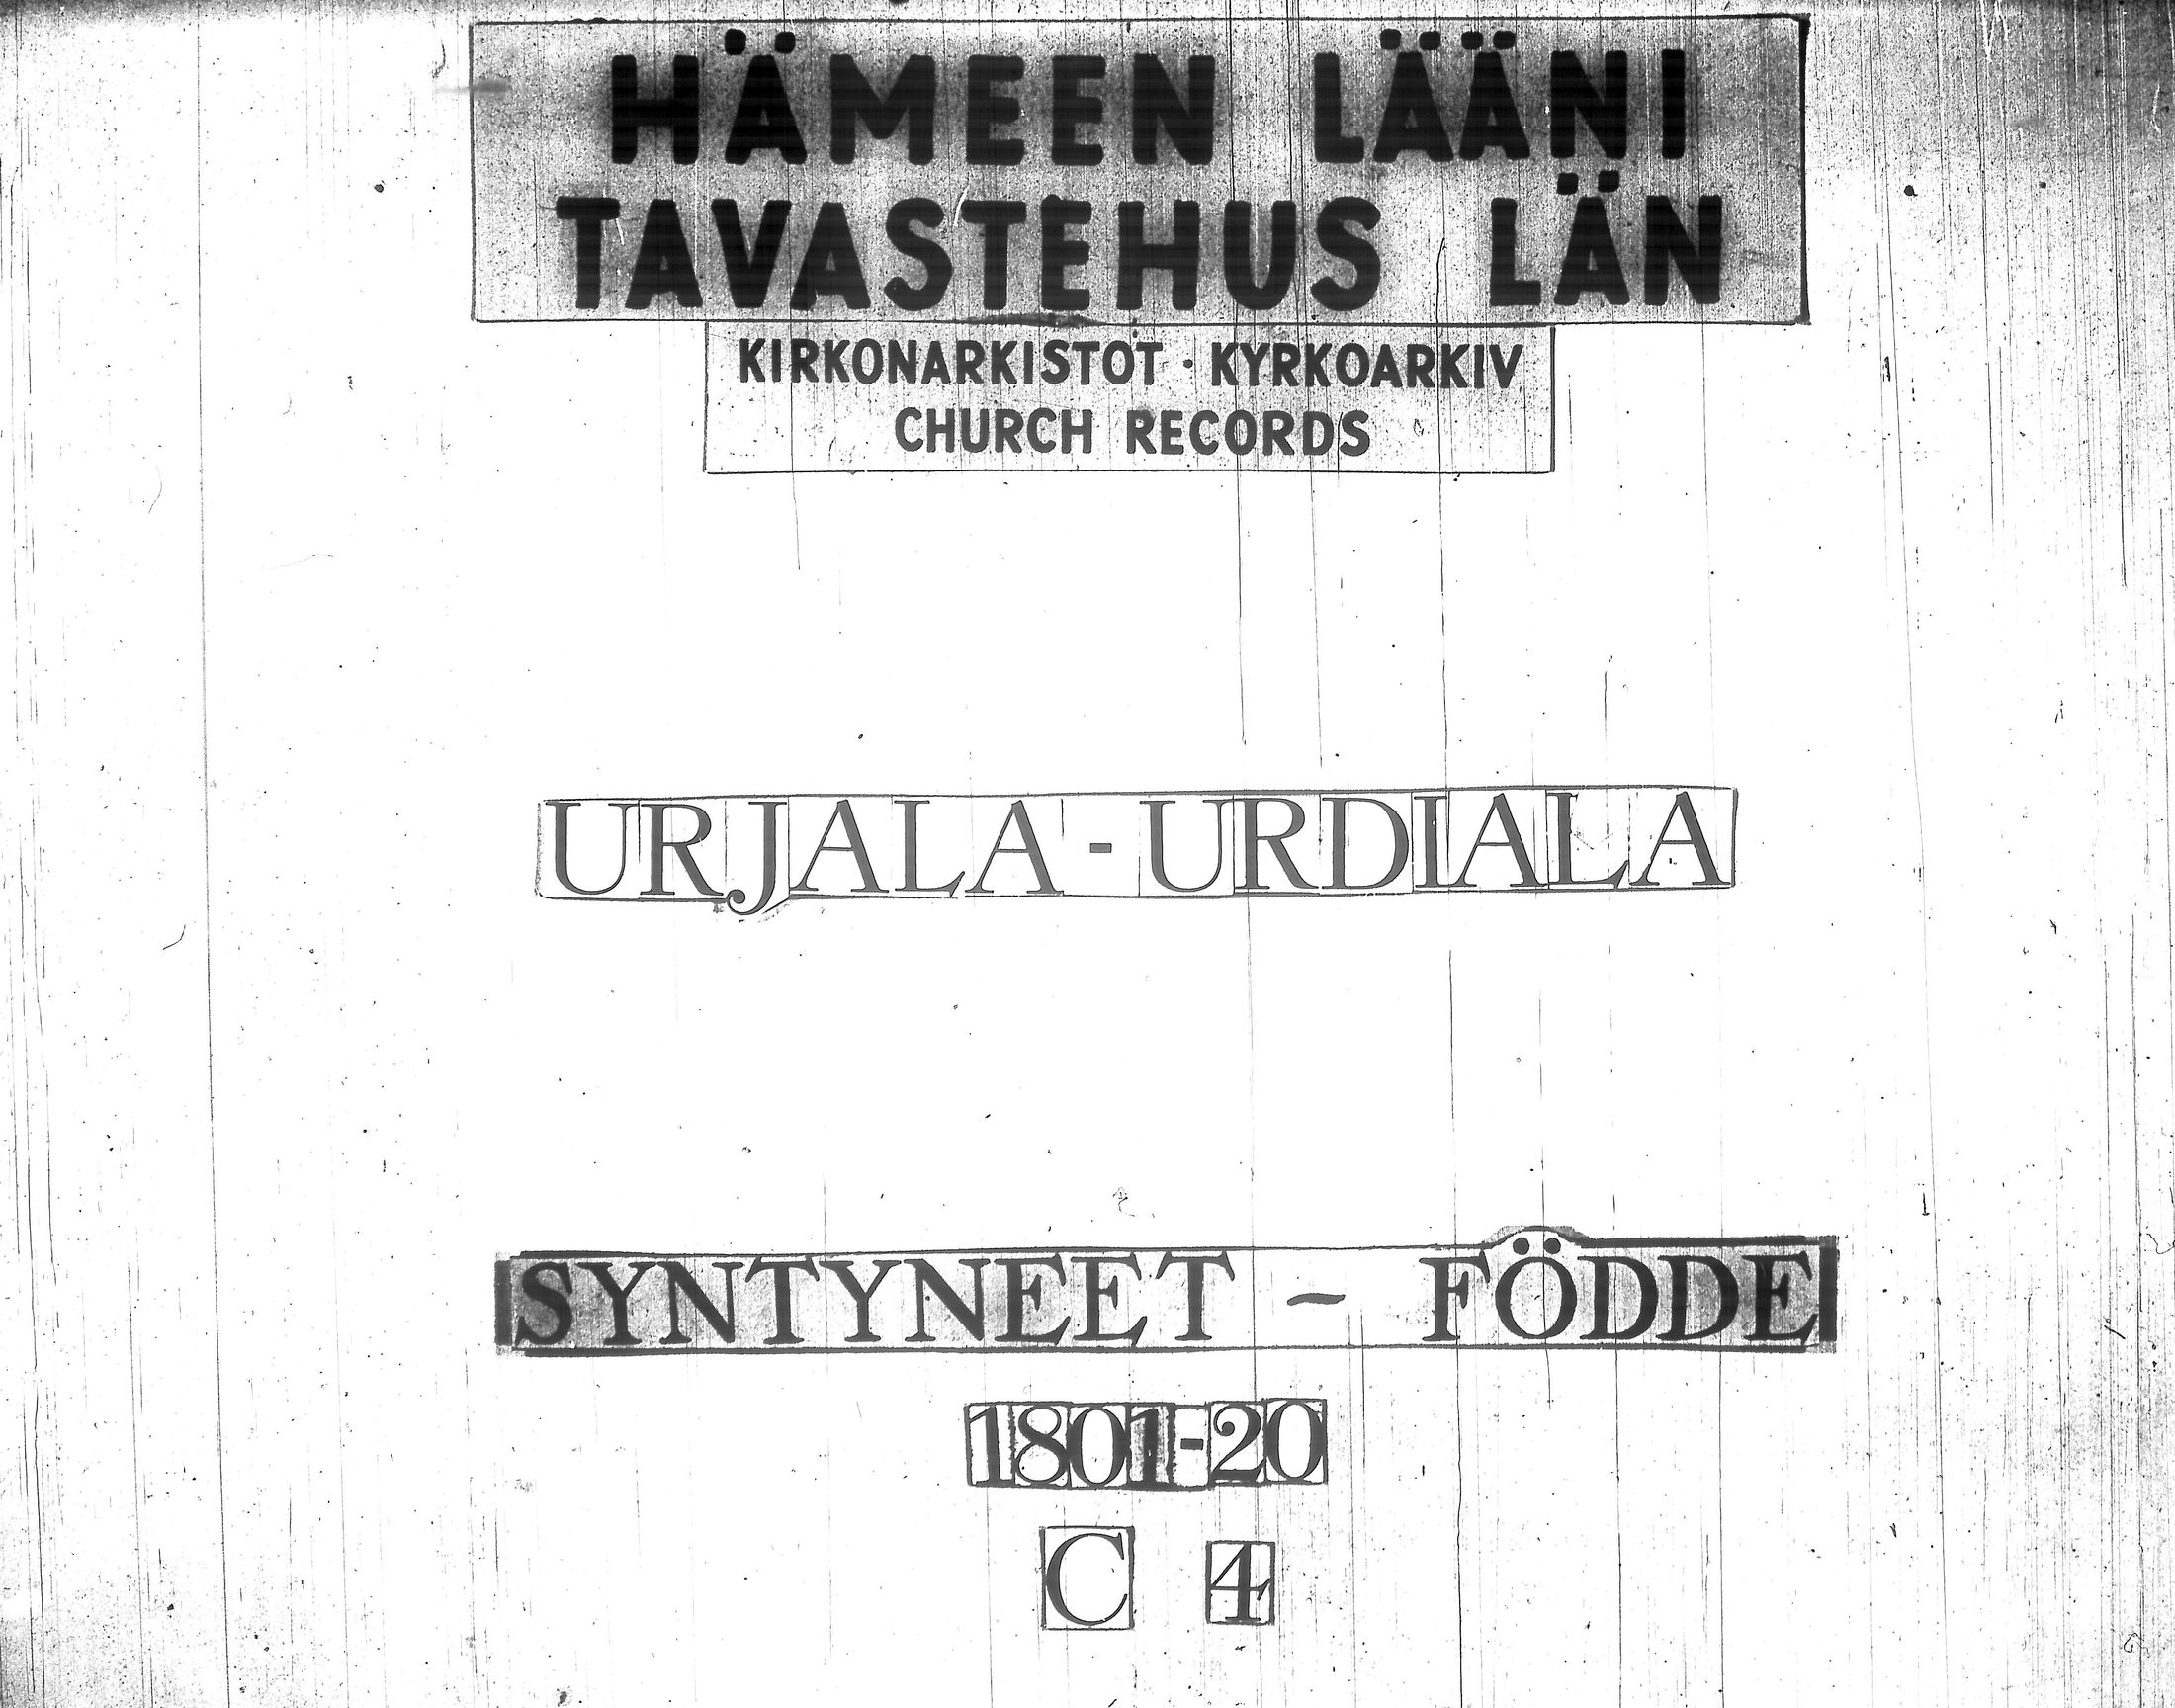 HÄMEEN LÄÄNI
TAVASTEHUS LÄN
KIRKONARKISTOT · KYRKOARKIV
CHURCH RECORDS
URJALA - URDIALA
SYNTYNEET - FÖDDE
1801-20
C 4